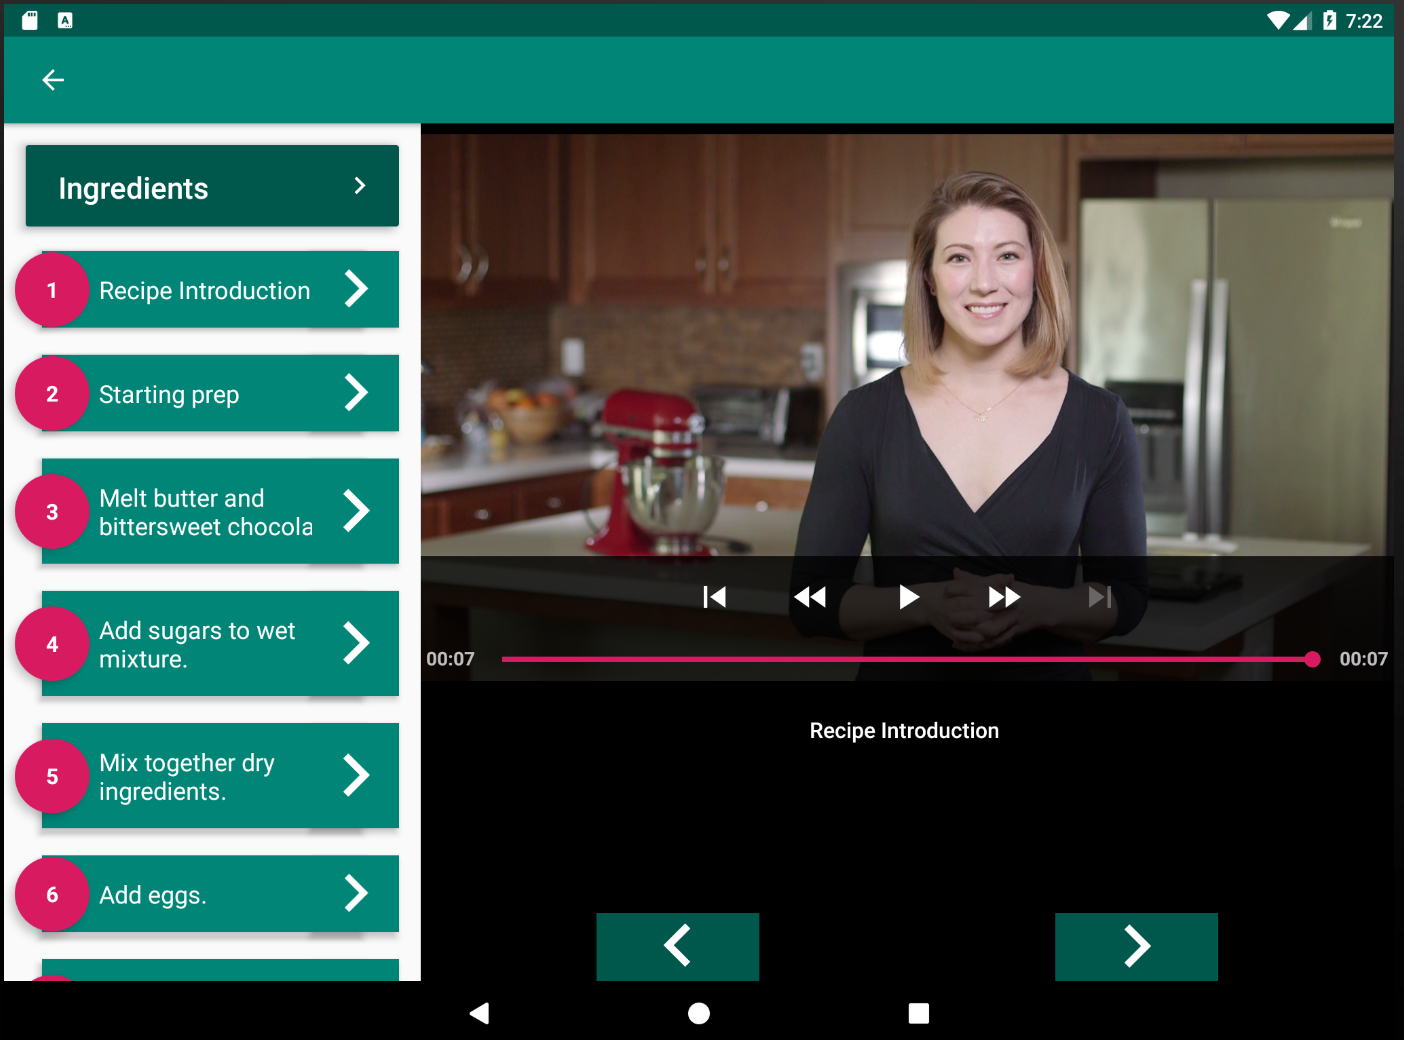 7:22
Ingredients
1
Recipe Introduction
2
Starting prep
3
Melt butter and
bittersweet chocola
4
Add sugars to wet
mixture.
5
Mix together dry
ingredients.
6
Add eggs.
00:07
00:07
Recipe Introduction